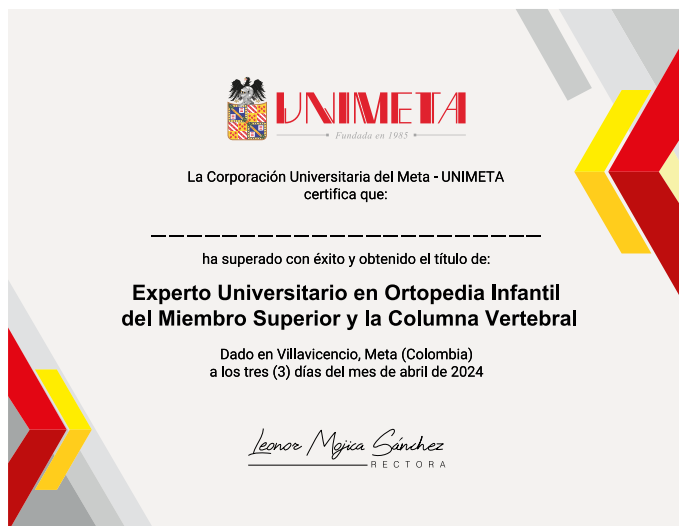 UNIMETA
Fundada en 1985
La Corporación Universitaria del Meta - UNIMETA
certifica que:
ha superado con éxito y obtenido el título de:
Experto Universitario en Ortopedia Infantil
del Miembro Superior y la Columna Vertebral
Dado en Villavicencio, Meta (Colombia)
a los tres (3) días del mes de abril de 2024
Leonor Mojica Sánchez
RECTORA